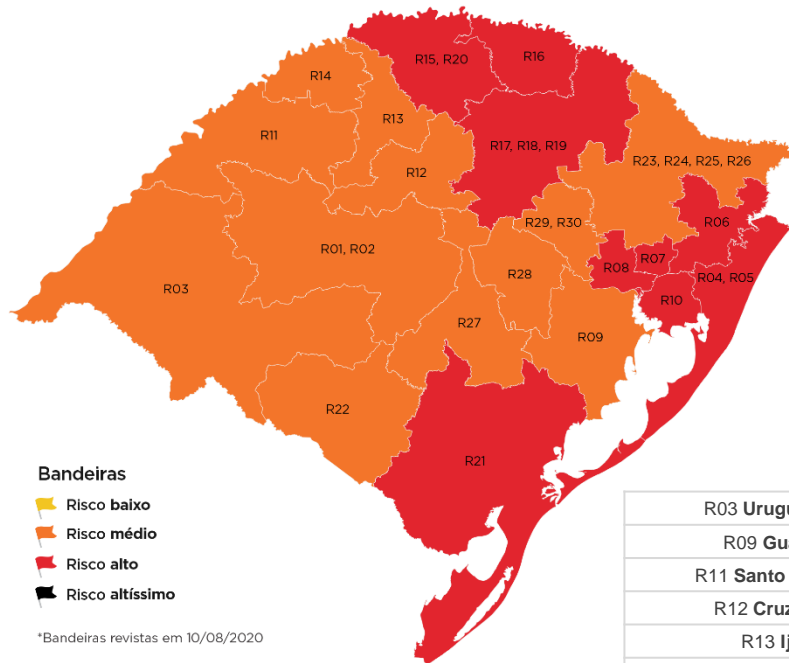 R14
R15, R20
R16
R11
R13
R12
R17, R18, R19
R23, R24, R25, R26
R29, R30
R06
R01, R02
R03
R28
R08
R07
R04, R05
R10
R27
R09
R22
R21
Bandeiras
Risco baixo
Risco médio
Risco alto
Risco altíssimo
*Bandeiras revistas em 10/08/2020
R03 Urugu
R09 Gua
R11 Santo
R12 Cruz
R13 Ij